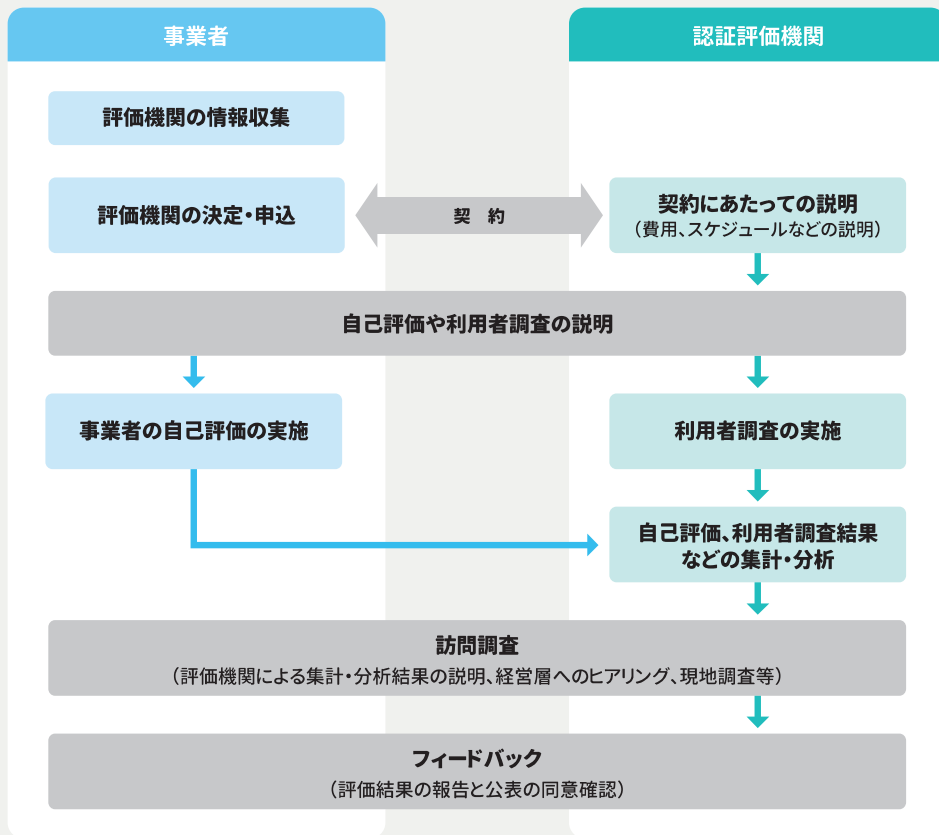 事業者
認証評価機関
評価機関の情報収集
評価機関の決定・申込
契 約
契約にあたっての説明
（費用、スケジュールなどの説明）
自己評価や利用者調査の説明
事業者の自己評価の実施
利用者調査の実施
自己評価、利用者調査結果
などの集計・分析
訪問調査
（評価機関による集計・分析結果の説明、経営層へのヒアリング、現地調査等）
フィードバック
（評価結果の報告と公表の同意確認）